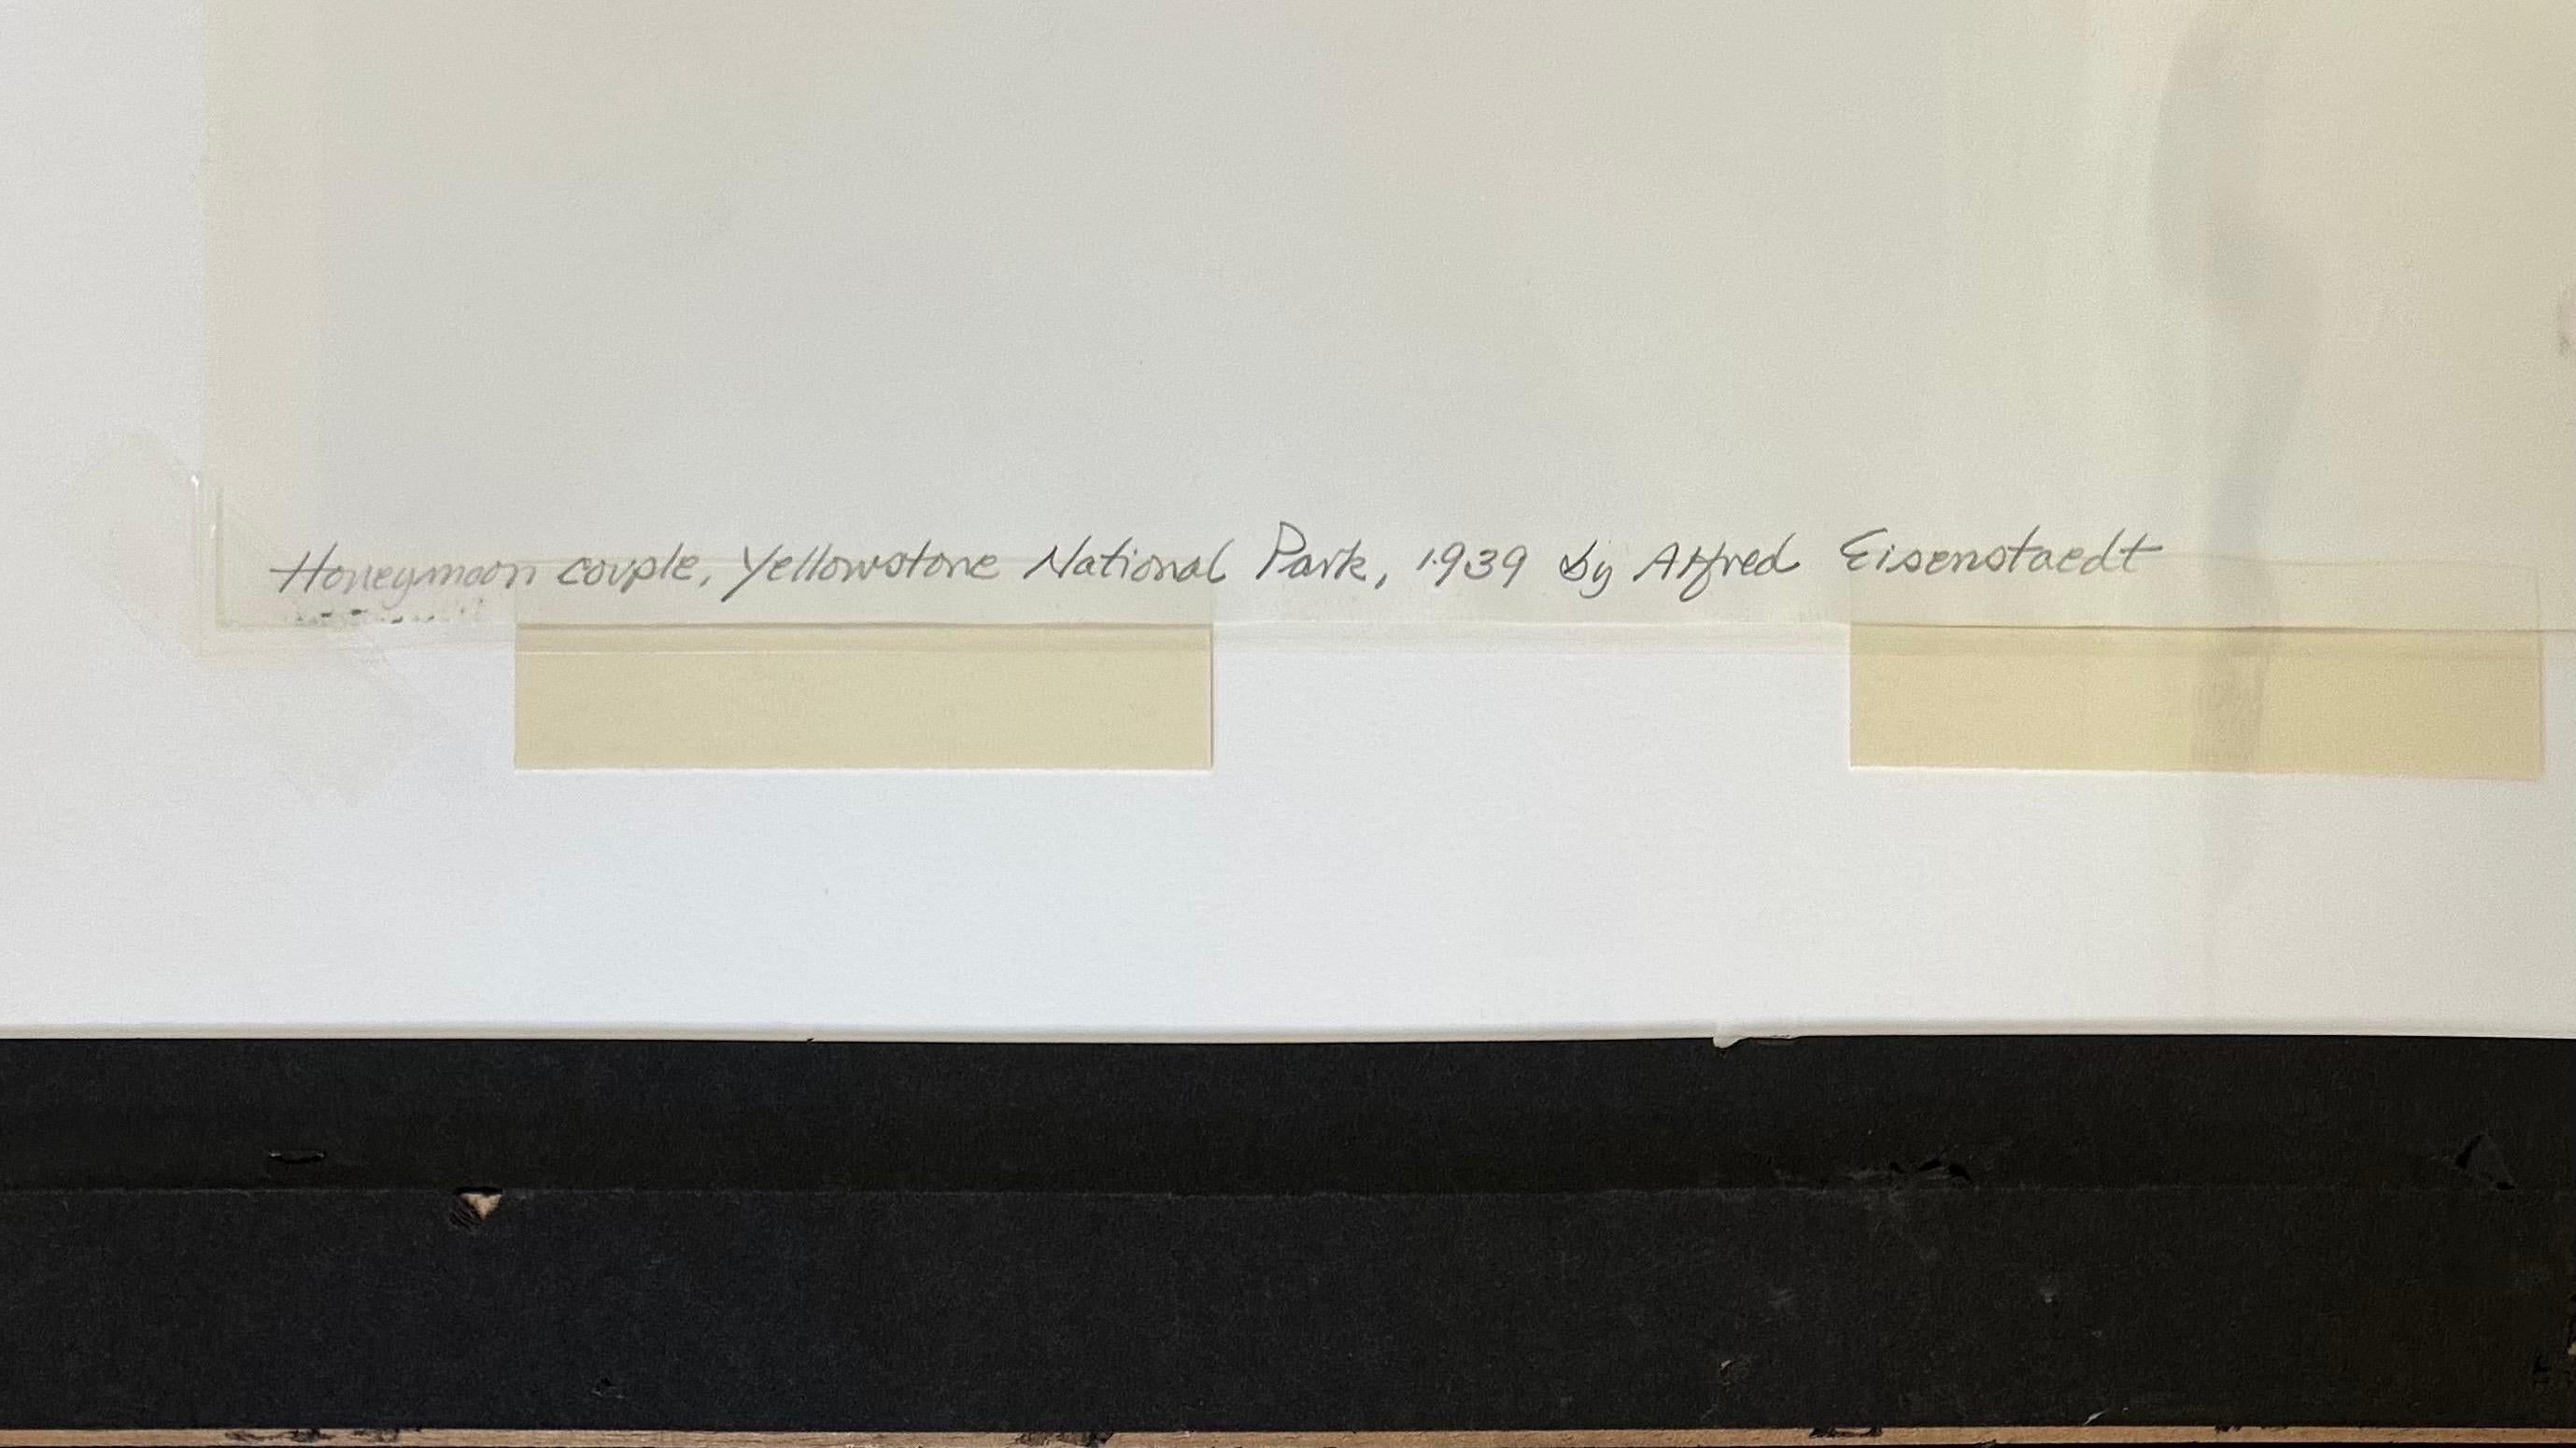 Honeymoon couple, Yellowstone National Park, 1939 by Alfred Eisenstaedt